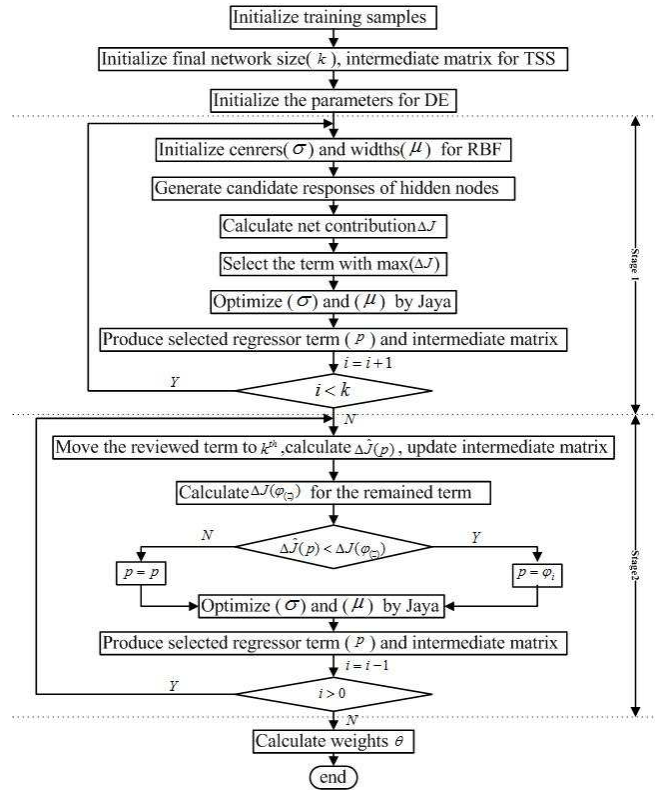 Initialize training samples
Initialize final network size( k ), intermediate matrix for TSS
Initialize the parameters for DE
Initialize cenrers( σ ) and widths( μ ) for RBF
Generate candidate responses of hidden nodes
Calculate net contribution ΔJ
Select the term with max(ΔJ)
Optimize ( σ ) and ( μ ) by Jaya
Produce selected regressor term ( p ) and intermediate matrix
i = i+1
Y
i < k
N
Stage 1
Move the reviewed term to kᵗʰ ,calculate ΔĴ(p) , update intermediate matrix
Calculate ΔJ(φ₍₎) for the remained term
N
ΔĴ(p) < ΔJ(φ₍₎)
Y
p = p
p = φᵢ
Optimize ( σ ) and ( μ ) by Jaya
Produce selected regressor term ( p ) and intermediate matrix
i = i−1
Y
i > 0
N
Stage2
Calculate weights θ
end